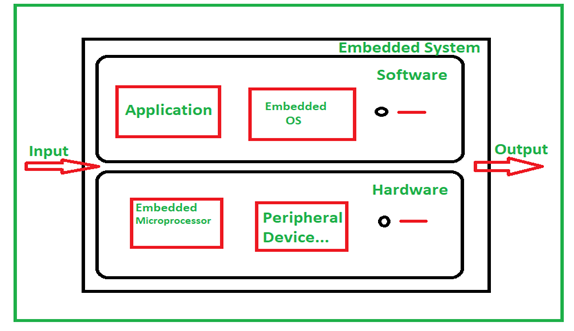 Embedded System
Software
Application
Embedded
OS
Input
Output
Hardware
Embedded
Microprocessor
Peripheral
Device...